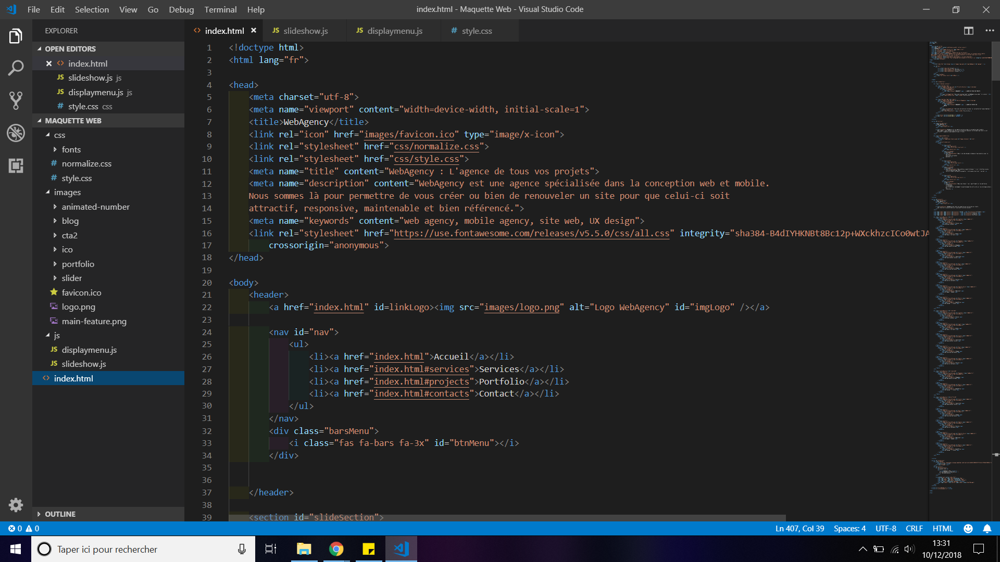 File Edit Selection View Go Debug Terminal Help
index.html - Maquette Web - Visual Studio Code
EXPLORER
OPEN EDITORS
index.html
JS slideshow.js js
JS displaymenu.js js
# style.css css
MAQUETTE WEB
css
fonts
# normalize.css
# style.css
images
animated-number
blog
cta2
ico
portfolio
slider
favicon.ico
logo.png
main-feature.png
js
JS displaymenu.js
JS slideshow.js
index.html
OUTLINE
index.html JS slideshow.js JS displaymenu.js # style.css
1 <!doctype html>
2 <html lang="fr">
3
4 <head>
5 <meta charset="utf-8">
6 <meta name="viewport" content="width=device-width, initial-scale=1">
7 <title>WebAgency</title>
8 <link rel="icon" href="images/favicon.ico" type="image/x-icon">
9 <link rel="stylesheet" href="css/normalize.css">
10 <link rel="stylesheet" href="css/style.css">
11 <meta name="title" content="WebAgency : L'agence de tous vos projets">
12 <meta name="description" content="WebAgency est une agence spécialisée dans la conception web et mobile.
13 Nous sommes là pour permettre de vous créer ou bien de renouveler un site pour que celui-ci soit
14 attractif, responsive, maintenable et bien référencé.">
15 <meta name="keywords" content="web agency, mobile agency, site web, UX design">
16 <link rel="stylesheet" href="https://use.fontawesome.com/releases/v5.5.0/css/all.css" integrity="sha384-B4dIYHKNBt8Bc12p+WXckhzcICo0wtJA
17 crossorigin="anonymous">
18 </head>
19
20 <body>
21 <header>
22 <a href="index.html" id=linkLogo><img src="images/logo.png" alt="Logo WebAgency" id="imgLogo" /></a>
23
24 <nav id="nav">
25 <ul>
26 <li><a href="index.html">Accueil</a></li>
27 <li><a href="index.html#services">Services</a></li>
28 <li><a href="index.html#projects">Portfolio</a></li>
29 <li><a href="index.html#contacts">Contact</a></li>
30 </ul>
31 </nav>
32 <div class="barsMenu">
33 <i class="fas fa-bars fa-3x" id="btnMenu"></i>
34 </div>
35
36
37 </header>
38
39 <section id="slideSection">
0 0
Ln 407, Col 39 Spaces: 4 UTF-8 CRLF HTML
Taper ici pour rechercher
13:31
10/12/2018